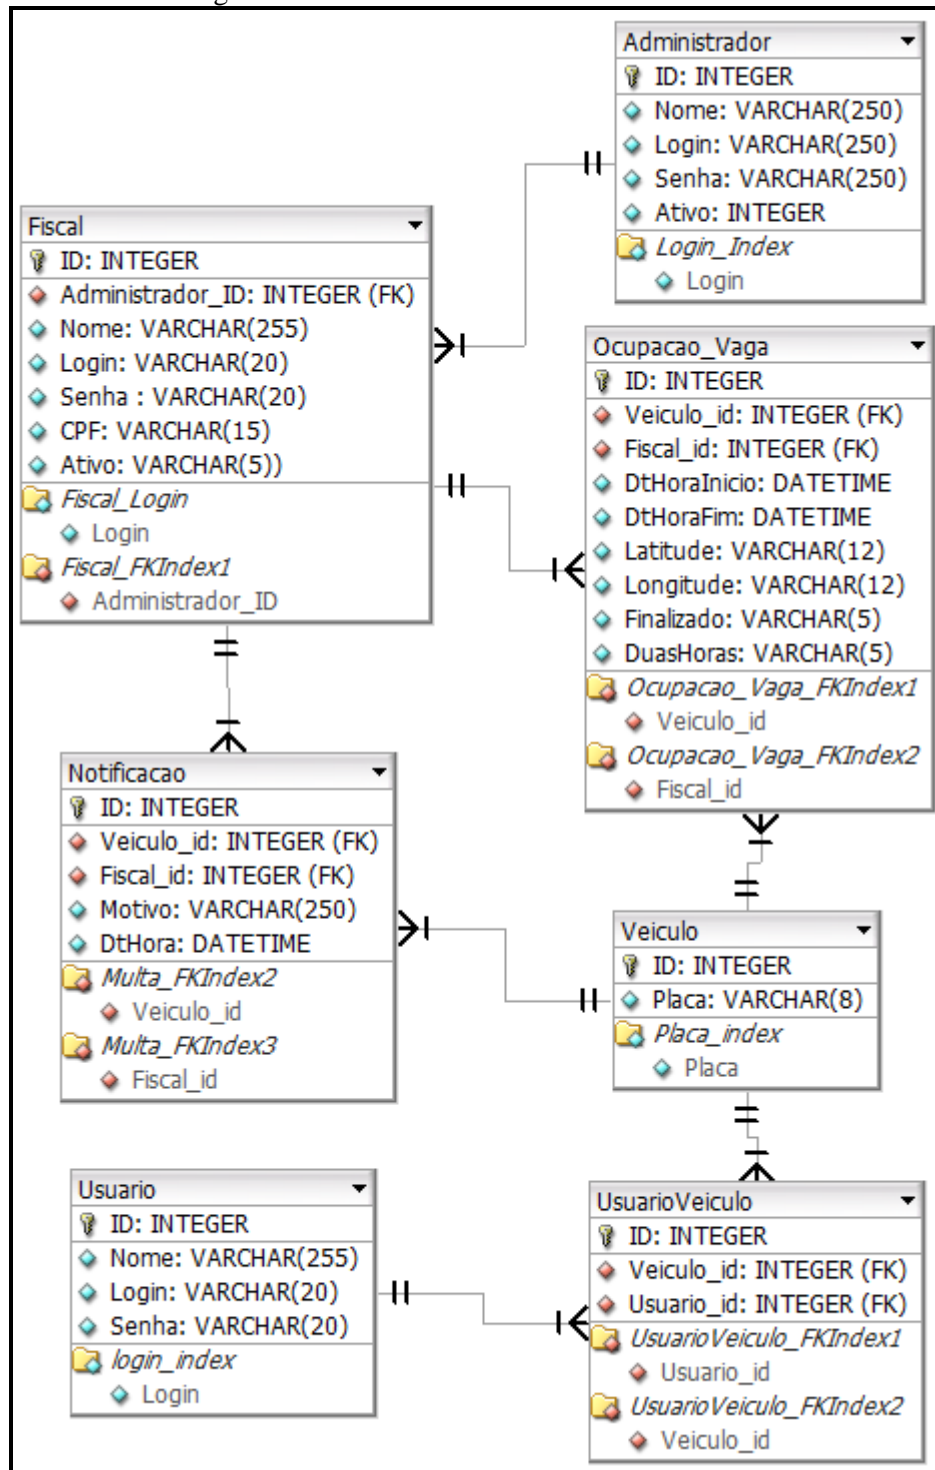 Administrador
ID: INTEGER
Nome: VARCHAR(250)
Login: VARCHAR(250)
Senha: VARCHAR(250)
Ativo: INTEGER
Login_Index
Login
Fiscal
ID: INTEGER
Administrador_ID: INTEGER (FK)
Nome: VARCHAR(255)
Login: VARCHAR(20)
Senha : VARCHAR(20)
CPF: VARCHAR(15)
Ativo: VARCHAR(5))
Fiscal_Login
Login
Fiscal_FKIndex1
Administrador_ID
Ocupacao_Vaga
ID: INTEGER
Veiculo_id: INTEGER (FK)
Fiscal_id: INTEGER (FK)
DtHoraInicio: DATETIME
DtHoraFim: DATETIME
Latitude: VARCHAR(12)
Longitude: VARCHAR(12)
Finalizado: VARCHAR(5)
DuasHoras: VARCHAR(5)
Ocupacao_Vaga_FKIndex1
Veiculo_id
Ocupacao_Vaga_FKIndex2
Fiscal_id
Notificacao
ID: INTEGER
Veiculo_id: INTEGER (FK)
Fiscal_id: INTEGER (FK)
Motivo: VARCHAR(250)
DtHora: DATETIME
Multa_FKIndex2
Veiculo_id
Multa_FKIndex3
Fiscal_id
Veiculo
ID: INTEGER
Placa: VARCHAR(8)
Placa_index
Placa
Usuario
ID: INTEGER
Nome: VARCHAR(255)
Login: VARCHAR(20)
Senha: VARCHAR(20)
login_index
Login
UsuarioVeiculo
ID: INTEGER
Veiculo_id: INTEGER (FK)
Usuario_id: INTEGER (FK)
UsuarioVeiculo_FKIndex1
Usuario_id
UsuarioVeiculo_FKIndex2
Veiculo_id